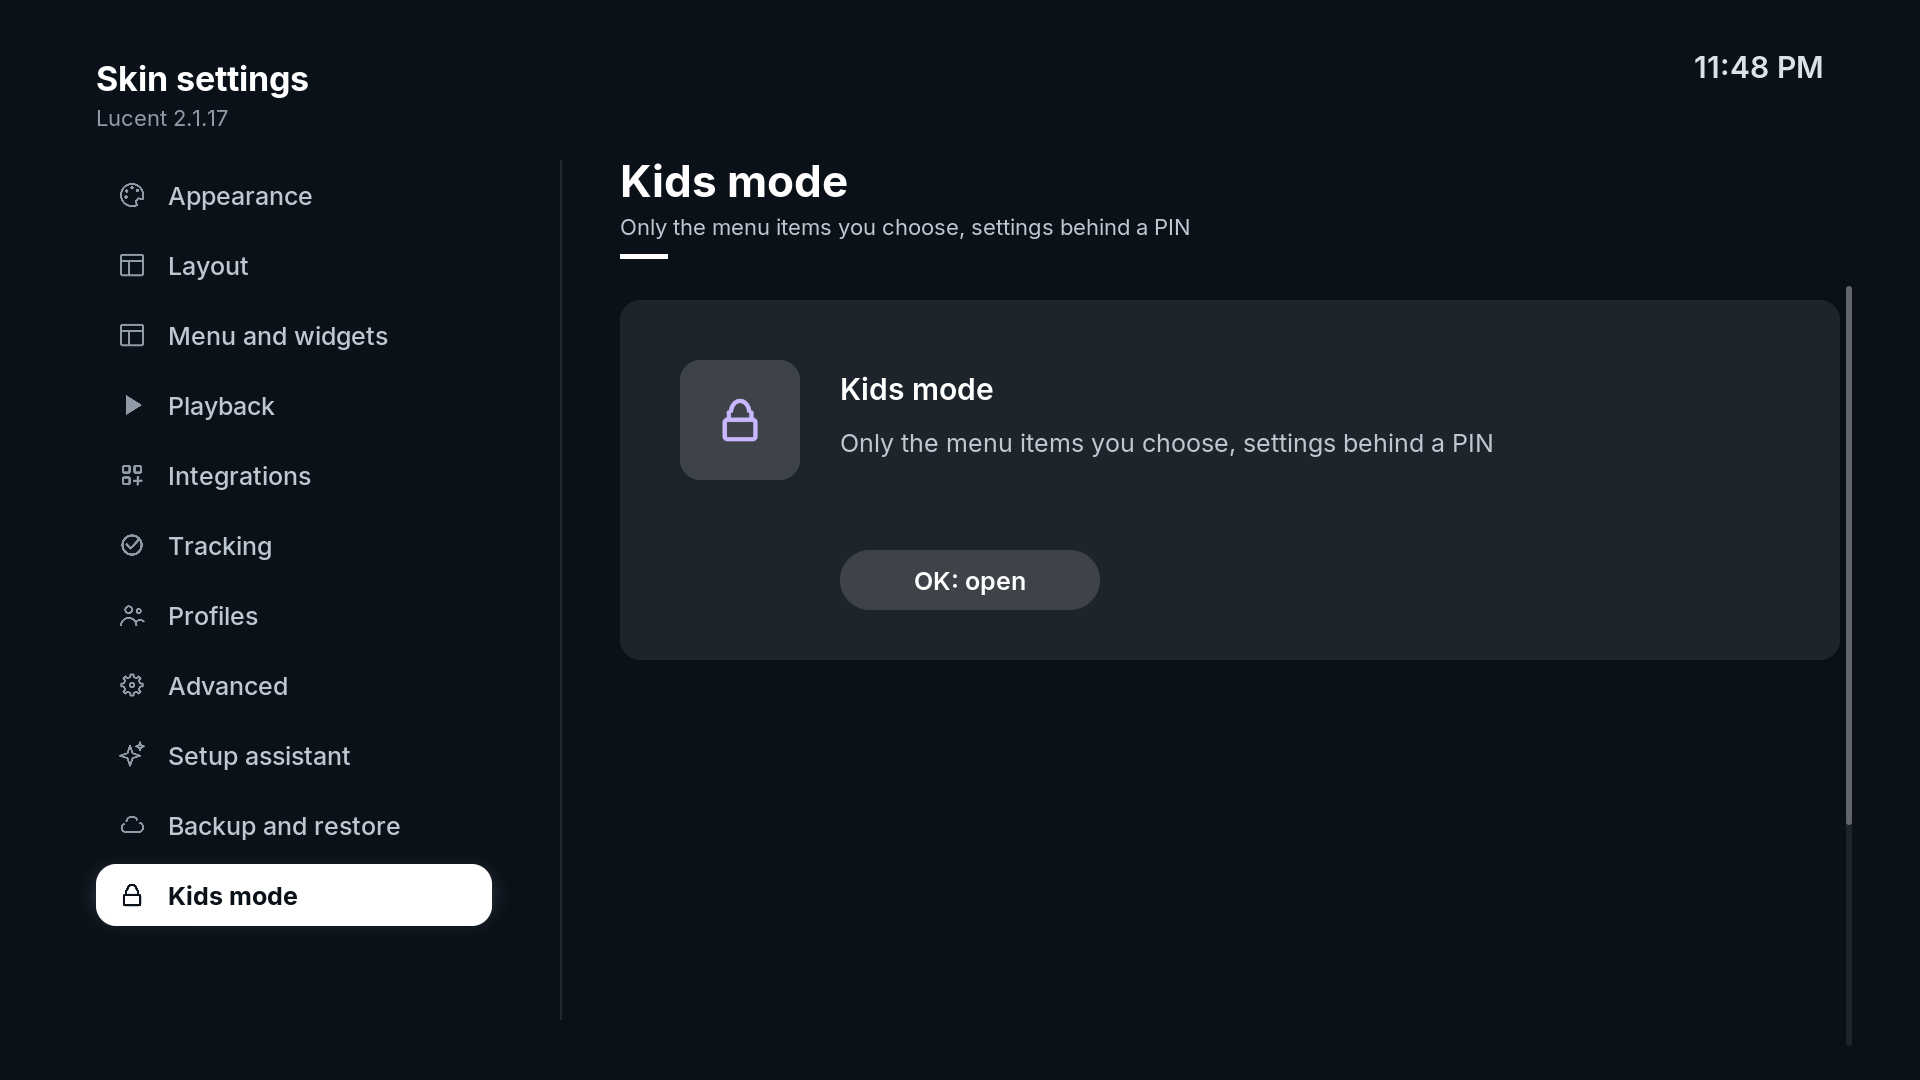 Skin settings
Lucent 2.1.17
11:48 PM
Appearance
Layout
Menu and widgets
Playback
Integrations
Tracking
Profiles
Advanced
Setup assistant
Backup and restore
Kids mode
Kids mode
Only the menu items you choose, settings behind a PIN
Kids mode
Only the menu items you choose, settings behind a PIN
OK: open